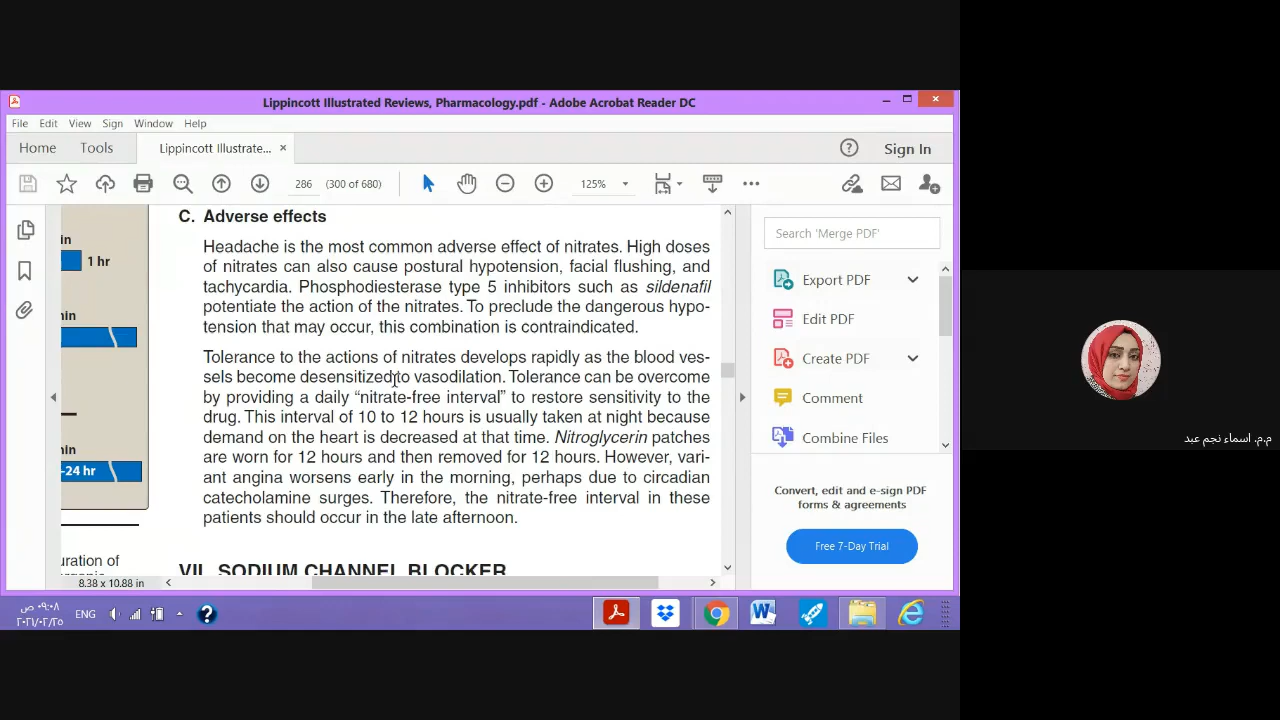 Lippincott Illustrated Reviews, Pharmacology.pdf - Adobe Acrobat Reader DC
File Edit View Sign Window Help
Home Tools Lippincott Illustrate... × Sign In
286 (300 of 680) 125%
in
1 hr
in
in
-24 hr
uration of
C. Adverse effects
Headache is the most common adverse effect of nitrates. High doses
of nitrates can also cause postural hypotension, facial flushing, and
tachycardia. Phosphodiesterase type 5 inhibitors such as sildenafil
potentiate the action of the nitrates. To preclude the dangerous hypo-
tension that may occur, this combination is contraindicated.
Tolerance to the actions of nitrates develops rapidly as the blood ves-
sels become desensitized to vasodilation. Tolerance can be overcome
by providing a daily “nitrate-free interval” to restore sensitivity to the
drug. This interval of 10 to 12 hours is usually taken at night because
demand on the heart is decreased at that time. Nitroglycerin patches
are worn for 12 hours and then removed for 12 hours. However, vari-
ant angina worsens early in the morning, perhaps due to circadian
catecholamine surges. Therefore, the nitrate-free interval in these
patients should occur in the late afternoon.
VII. SODIUM CHANNEL BLOCKER
8.38 x 10.88 in
Search 'Merge PDF'
Export PDF
Edit PDF
Create PDF
Comment
Combine Files
Convert, edit and e-sign PDF
forms & agreements
Free 7-Day Trial
م.م. اسماء نجم عبد
ENG
٠٩:٠٨ ص
٢٠٢١/٠٢/٢٥